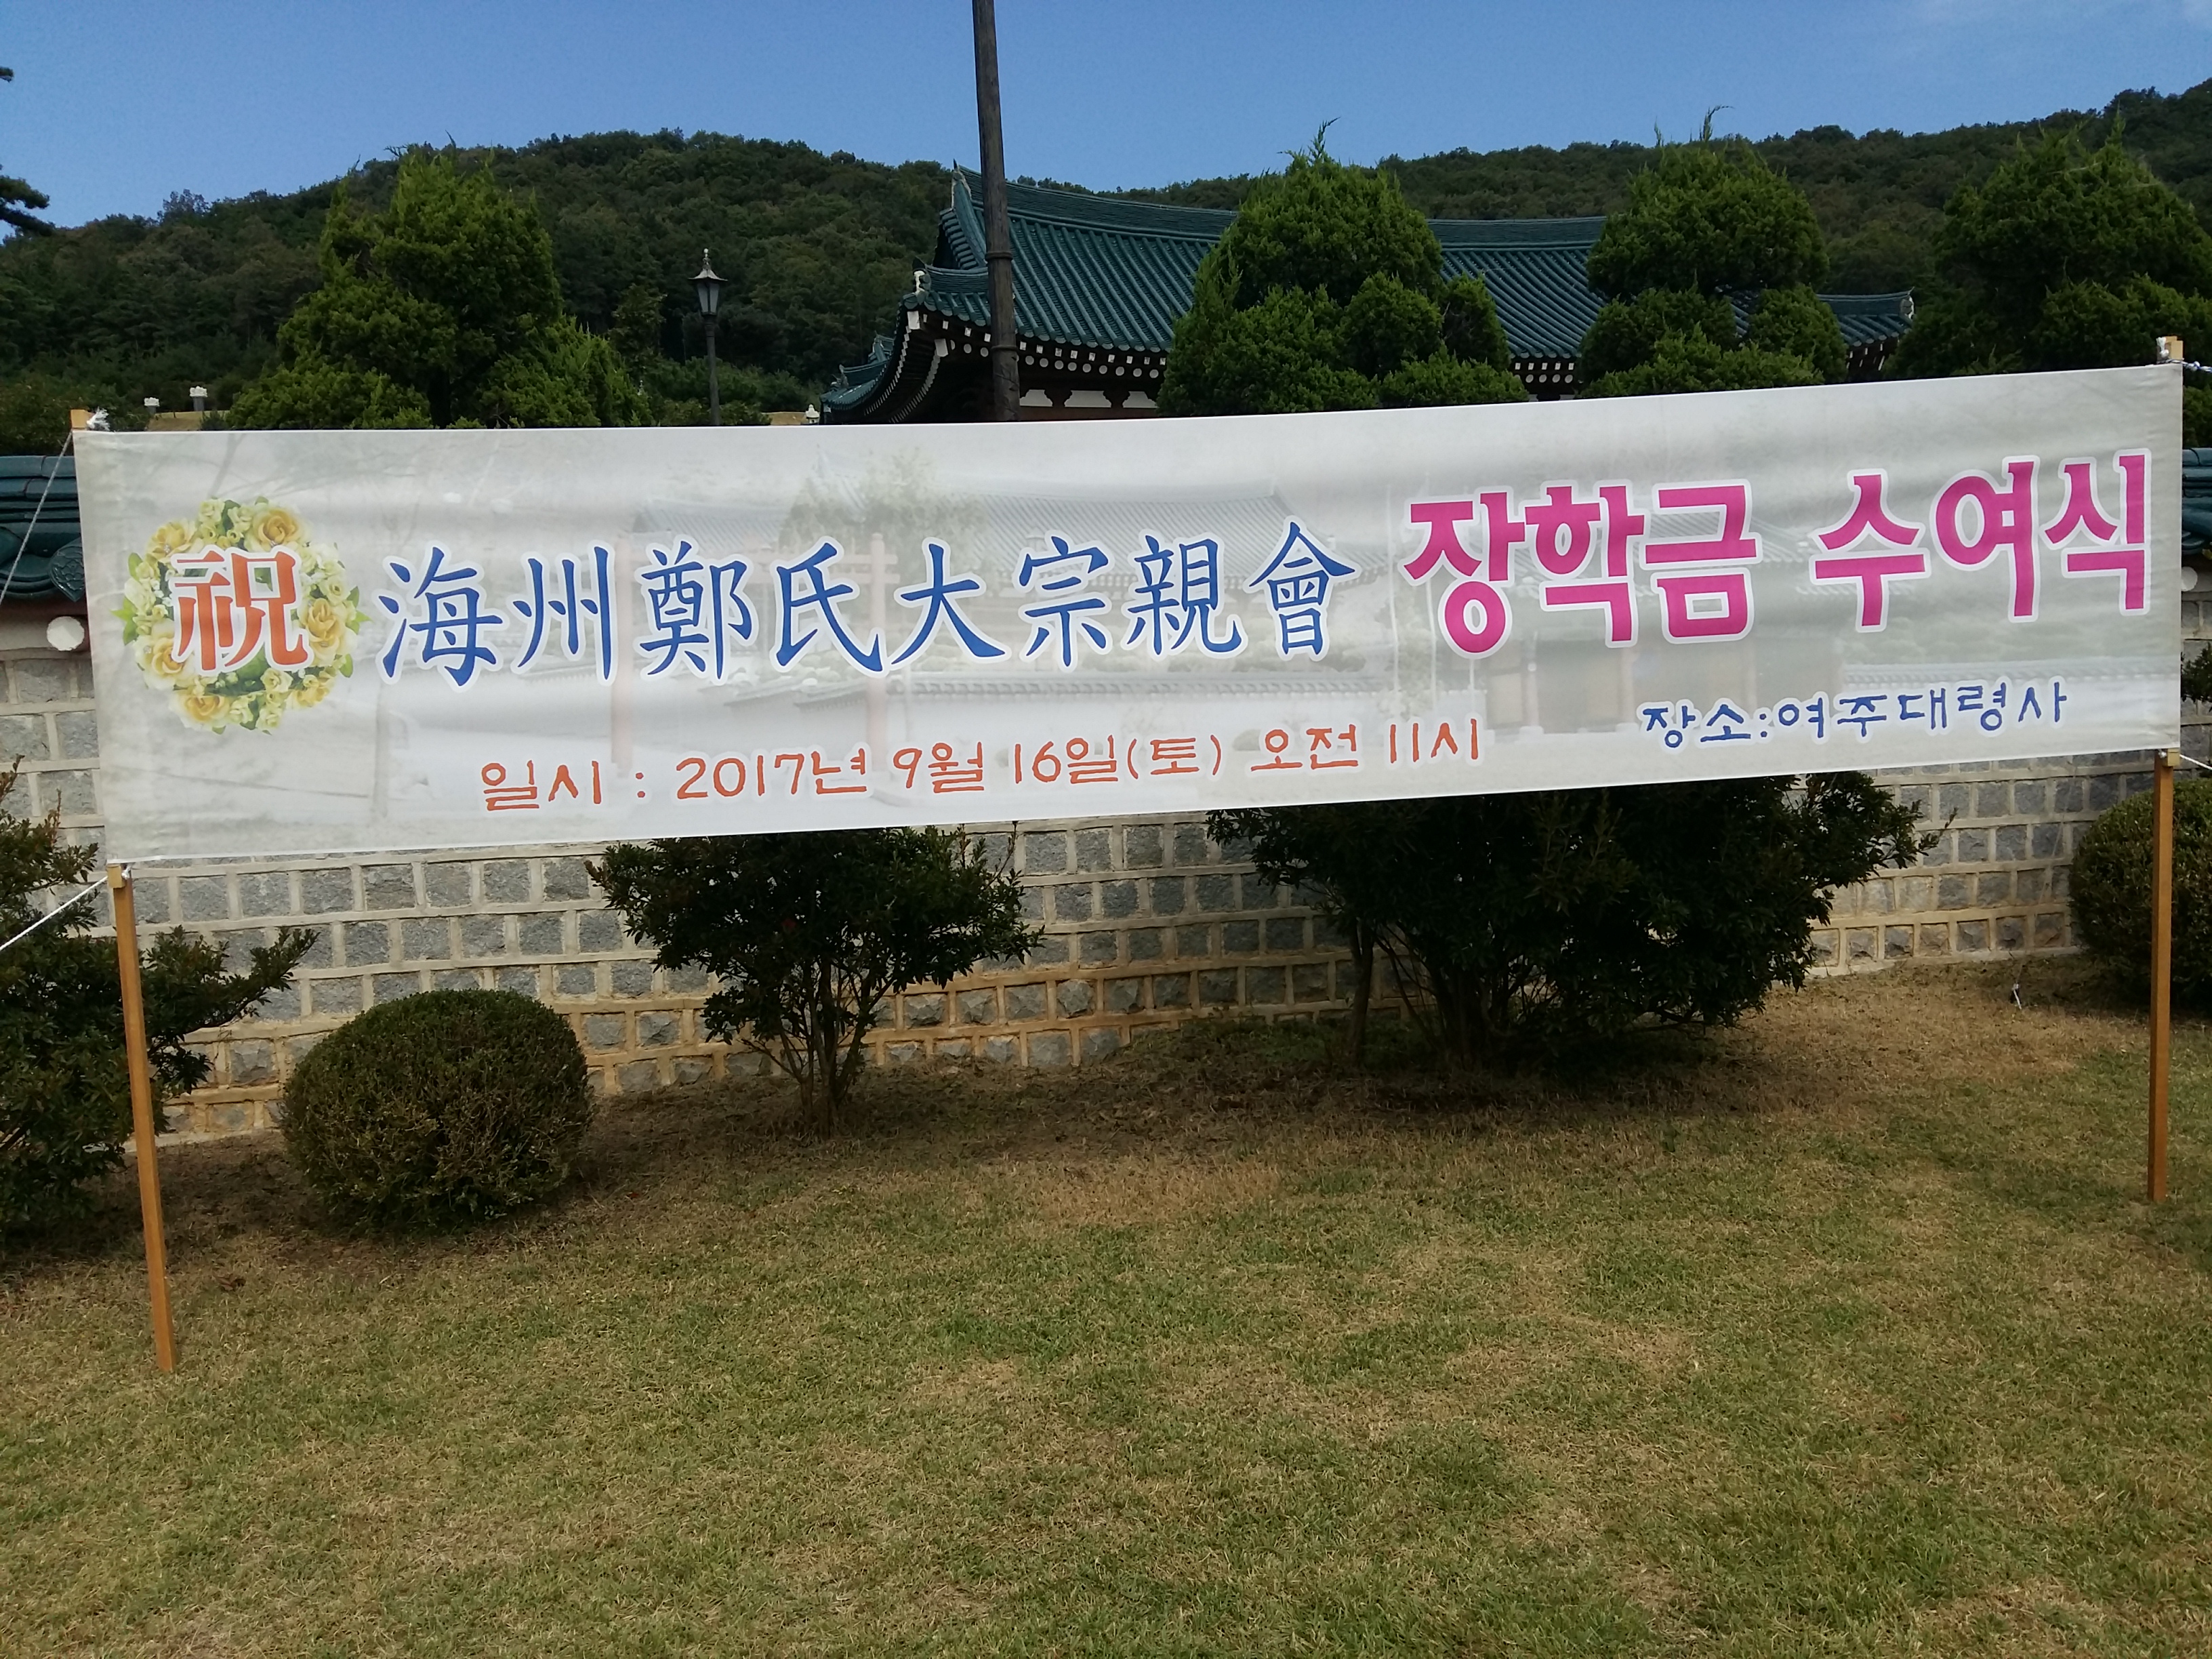 祝 海州鄭氏大宗親會 장학금 수여식
일시 : 2017년 9월 16일(토) 오전 11시 장소:여주대령사